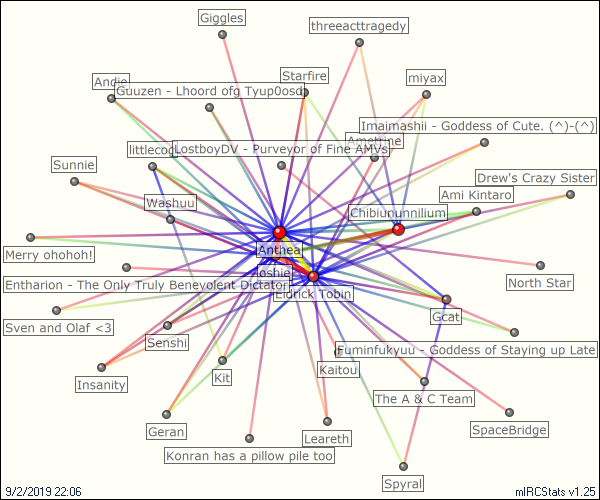 Giggles
threeacttragedy
Starfire
miyax
Andie
Guuzen - Lhoord ofg Tyup0osd
Imaimashii - Goddess of Cute. (^)-(^)
Amethine
littlecog
LostboyDV - Purveyor of Fine AMVs
Sunnie
Drew's Crazy Sister
Ami Kintaro
Washuu
Chibiununnilium
Merry ohohoh!
Anthea
Joshie
North Star
Entharion - The Only Truly Benevolent Dictator
Eldrick Tobin
Gcat
Sven and Olaf <3
Senshi
Fuminfukyuu - Goddess of Staying up Late
Kaitou
Kit
Insanity
The A & C Team
Geran
SpaceBridge
Leareth
Konran has a pillow pile too
Spyral
9/2/2019 22:06
mIRCStats v1.25